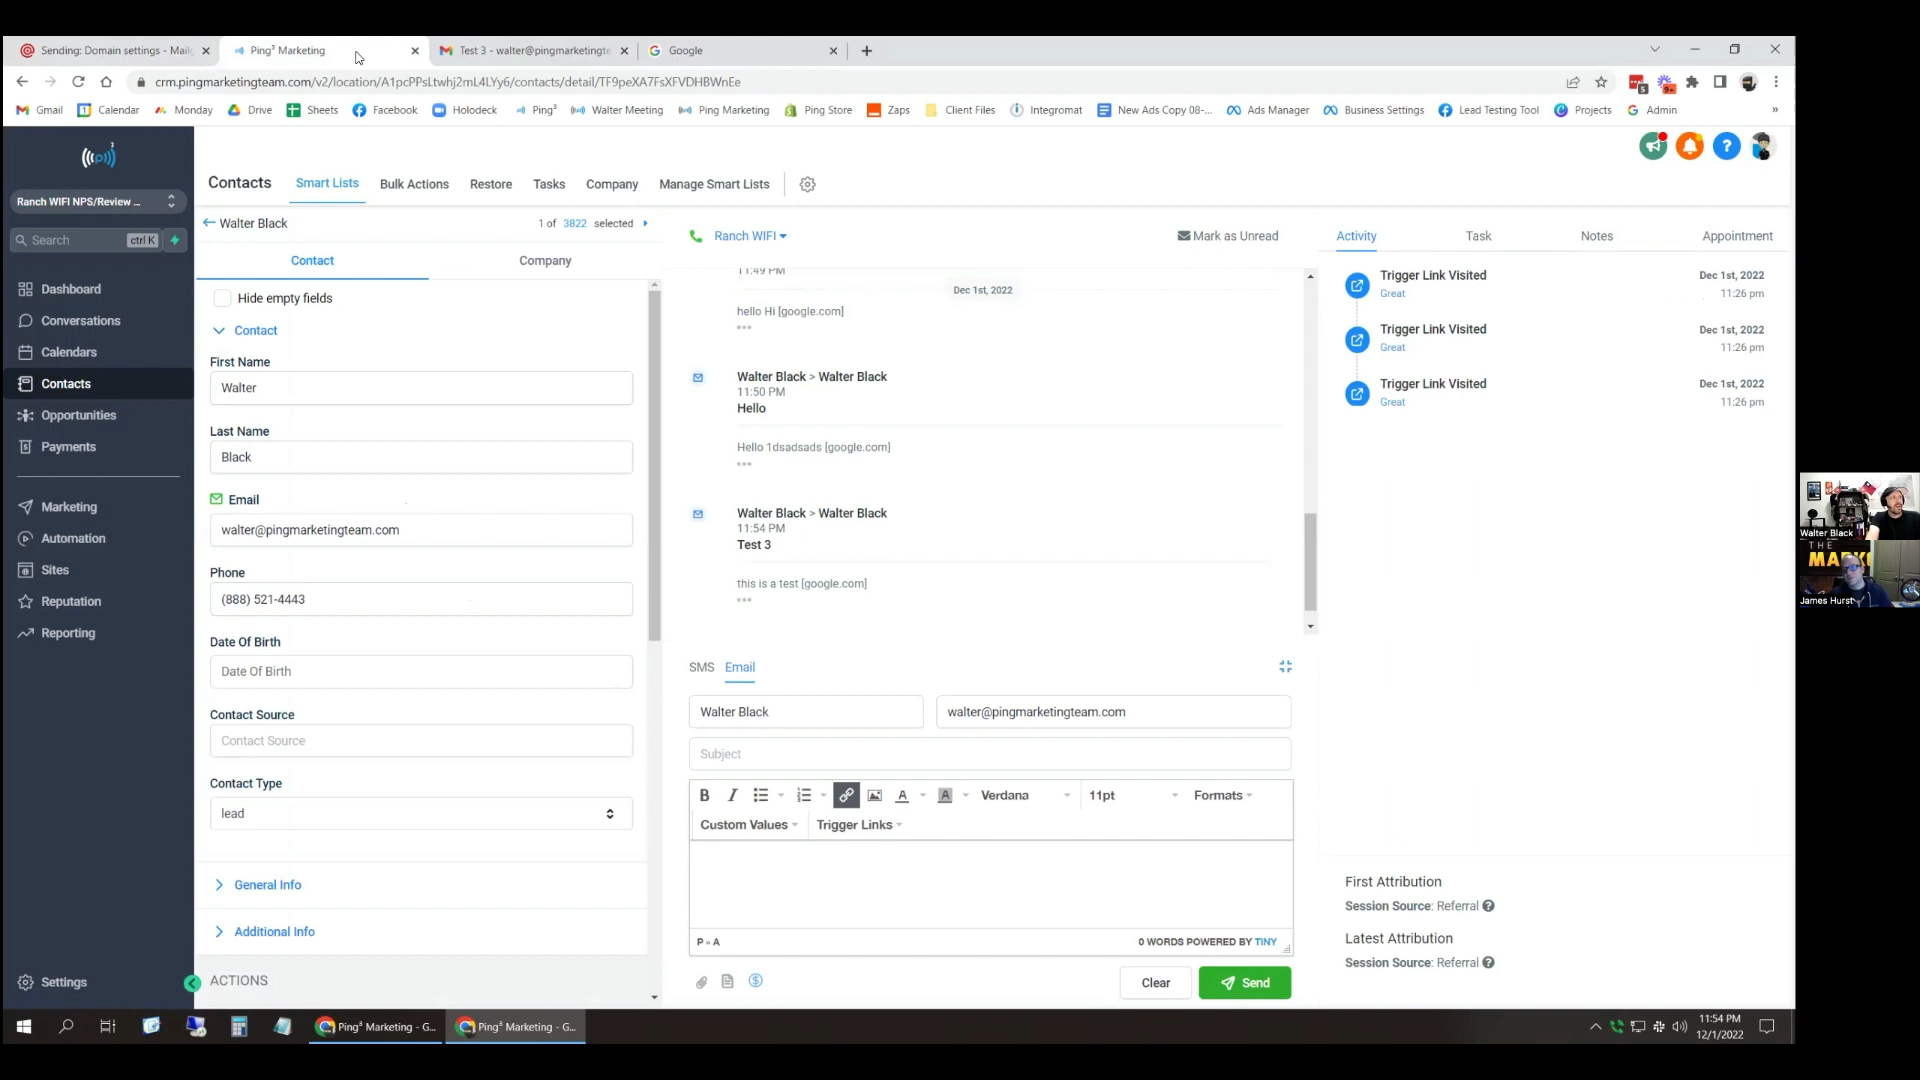 Sending: Domain settings - Mail
Ping³ Marketing
Test 3 - walter@pingmarketingte
Google
crm.pingmarketingteam.com/v2/location/A1pcPPsLtwhj2mL4LYy6/contacts/detail/TF9peXA7FsXFVDHBWnEe
5
9+
Gmail
Calendar
Monday
Drive
Sheets
Facebook
Holodeck
Ping³
Walter Meeting
Ping Marketing
Ping Store
Zaps
Client Files
Integromat
New Ads Copy 08-...
Ads Manager
Business Settings
Lead Testing Tool
Projects
Admin
»
Ranch WIFI NPS/Review ...
Search
ctrl K
Dashboard
Conversations
Calendars
Contacts
Opportunities
Payments
Marketing
Automation
Sites
Reputation
Reporting
Settings
Contacts
Smart Lists
Bulk Actions
Restore
Tasks
Company
Manage Smart Lists
Walter Black
1 of 3822 selected
Contact
Company
Hide empty fields
Contact
First Name
Walter
Last Name
Black
Email
walter@pingmarketingteam.com
Phone
(888) 521-4443
Date Of Birth
Date Of Birth
Contact Source
Contact Source
Contact Type
lead
General Info
Additional Info
ACTIONS
Ranch WIFI
Mark as Unread
11:49 PM
Dec 1st, 2022
hello Hi [google.com]
Walter Black > Walter Black
11:50 PM
Hello
Hello 1dsadsads [google.com]
Walter Black > Walter Black
11:54 PM
Test 3
this is a test [google.com]
SMS
Email
Walter Black
walter@pingmarketingteam.com
Subject
B
I
A
A
Verdana
11pt
Formats
Custom Values
Trigger Links
P » A
0 WORDS POWERED BY TINY
Clear
Send
Activity
Task
Notes
Appointment
Trigger Link Visited
Dec 1st, 2022
Great
11:26 pm
Trigger Link Visited
Dec 1st, 2022
Great
11:26 pm
Trigger Link Visited
Dec 1st, 2022
Great
11:26 pm
First Attribution
Session Source: Referral
Latest Attribution
Session Source: Referral
Walter Black
THE
James Hurst
Ping³ Marketing - G...
Ping³ Marketing - G...
11:54 PM
12/1/2022